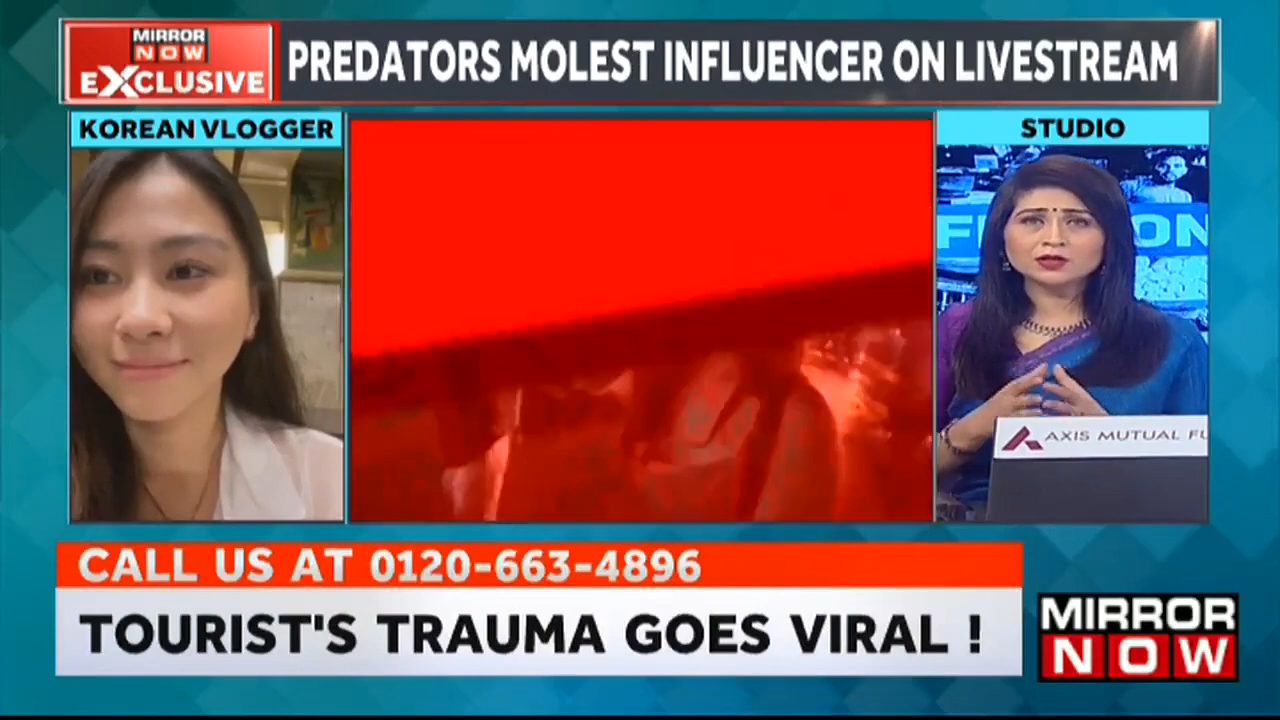 MIRROR
NOW
EXCLUSIVE
PREDATORS MOLEST INFLUENCER ON LIVESTREAM
KOREAN VLOGGER
STUDIO
ON
AXIS MUTUAL FU
CALL US AT 0120-663-4896
TOURIST'S TRAUMA GOES VIRAL !
MIRROR
NOW